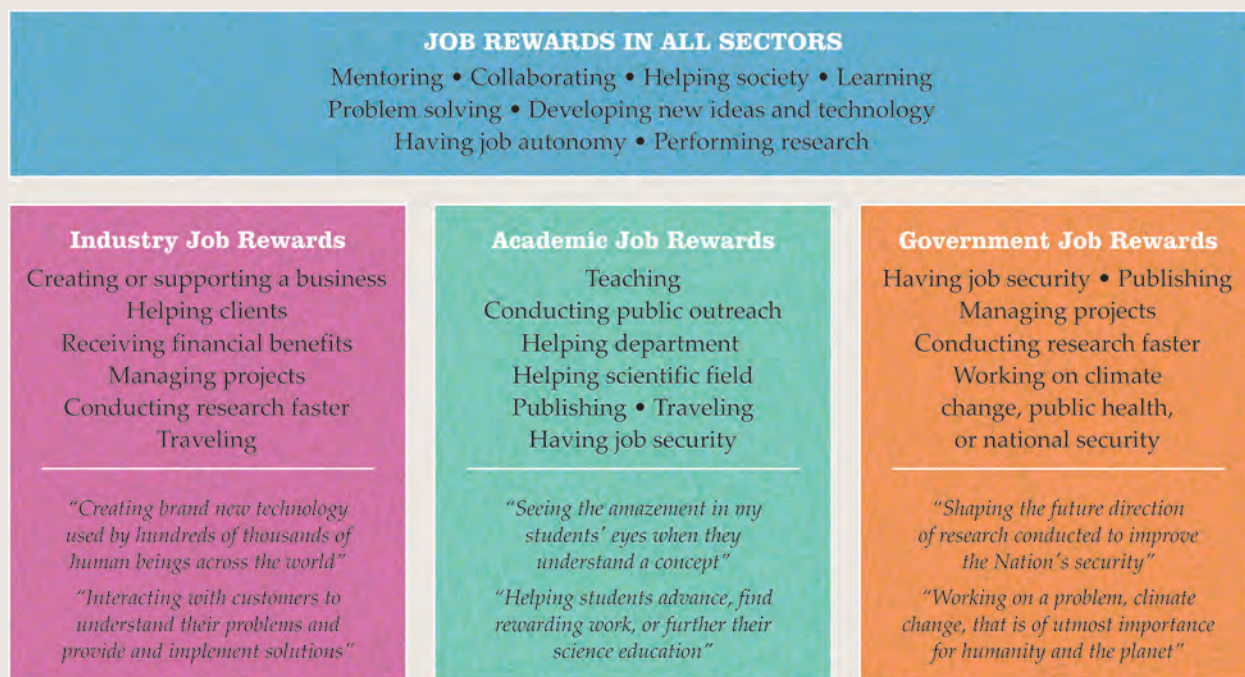 JOB REWARDS IN ALL SECTORS
Mentoring • Collaborating • Helping society • Learning
Problem solving • Developing new ideas and technology
Having job autonomy • Performing research
Industry Job Rewards
Creating or supporting a business
Helping clients
Receiving financial benefits
Managing projects
Conducting research faster
Traveling
“Creating brand new technology
used by hundreds of thousands of
human beings across the world”
“Interacting with customers to
understand their problems and
provide and implement solutions”
Academic Job Rewards
Teaching
Conducting public outreach
Helping department
Helping scientific field
Publishing • Traveling
Having job security
“Seeing the amazement in my
students’ eyes when they
understand a concept”
“Helping students advance, find
rewarding work, or further their
science education”
Government Job Rewards
Having job security • Publishing
Managing projects
Conducting research faster
Working on climate
change, public health,
or national security
“Shaping the future direction
of research conducted to improve
the Nation’s security”
“Working on a problem, climate
change, that is of utmost importance
for humanity and the planet”